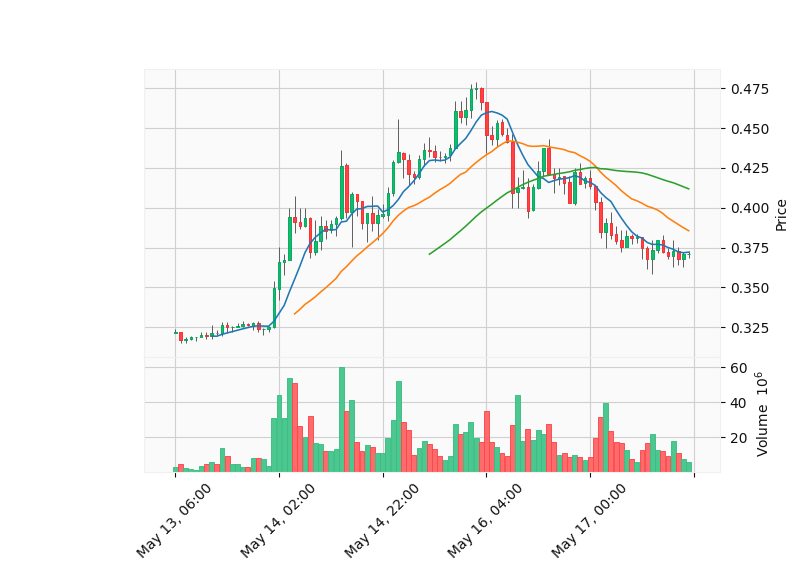 0.475
0.450
0.425
0.400
0.375
0.350
0.325
Price
60
40
20
Volume 10^6
May 13, 06:00
May 14, 02:00
May 14, 22:00
May 16, 04:00
May 17, 00:00